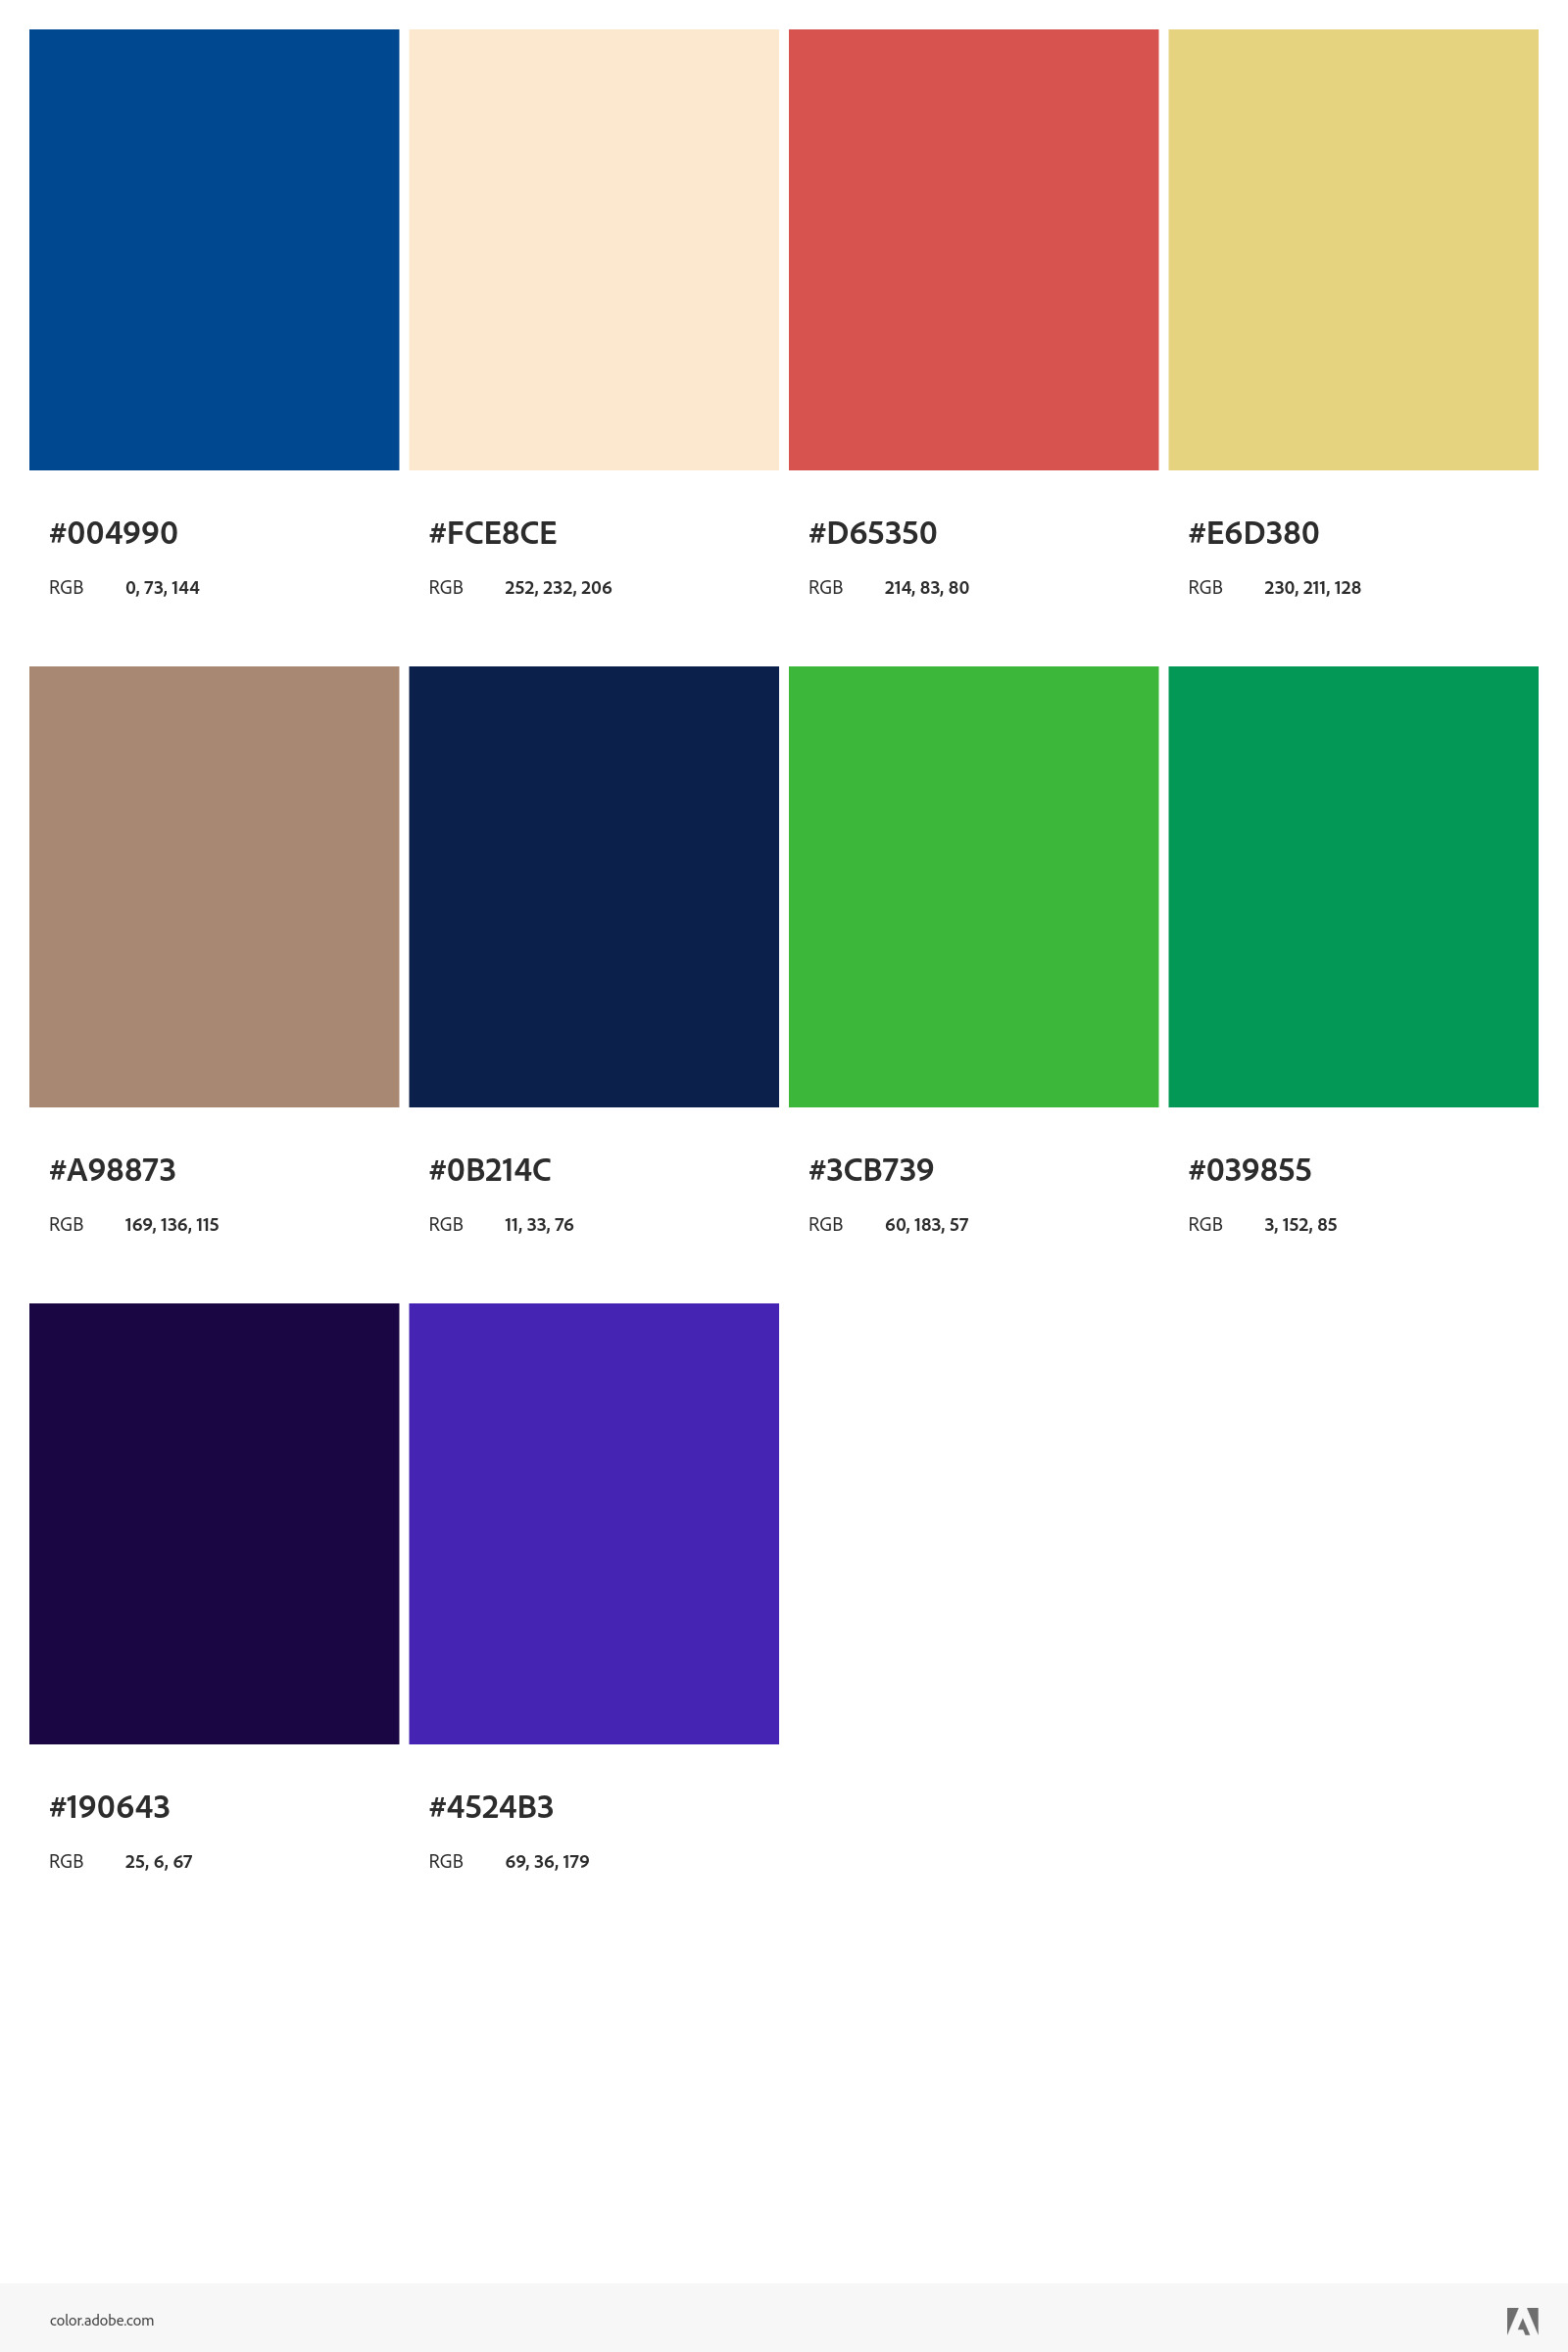 #004990 #FCE8CE #D65350 #E6D380
RGB 0, 73, 144 RGB 252, 232, 206 RGB 214, 83, 80 RGB 230, 211, 128
#A98873 #0B214C #3CB739 #039855
RGB 169, 136, 115 RGB 11, 33, 76 RGB 60, 183, 57 RGB 3, 152, 85
#190643 #4524B3
RGB 25, 6, 67 RGB 69, 36, 179
color.adobe.com